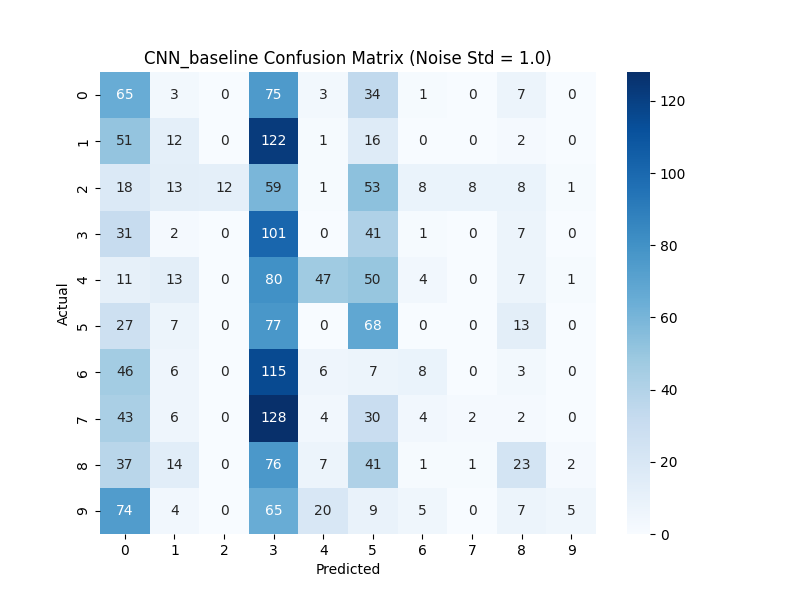 CNN_baseline Confusion Matrix (Noise Std = 1.0)
0 65 3 0 75 3 34 1 0 7 0
1 51 12 0 122 1 16 0 0 2 0
2 18 13 12 59 1 53 8 8 8 1
3 31 2 0 101 0 41 1 0 7 0
4 11 13 0 80 47 50 4 0 7 1
5 27 7 0 77 0 68 0 0 13 0
6 46 6 0 115 6 7 8 0 3 0
7 43 6 0 128 4 30 4 2 2 0
8 37 14 0 76 7 41 1 1 23 2
9 74 4 0 65 20 9 5 0 7 5
0 1 2 3 4 5 6 7 8 9
Predicted
Actual
120
100
80
60
40
20
0